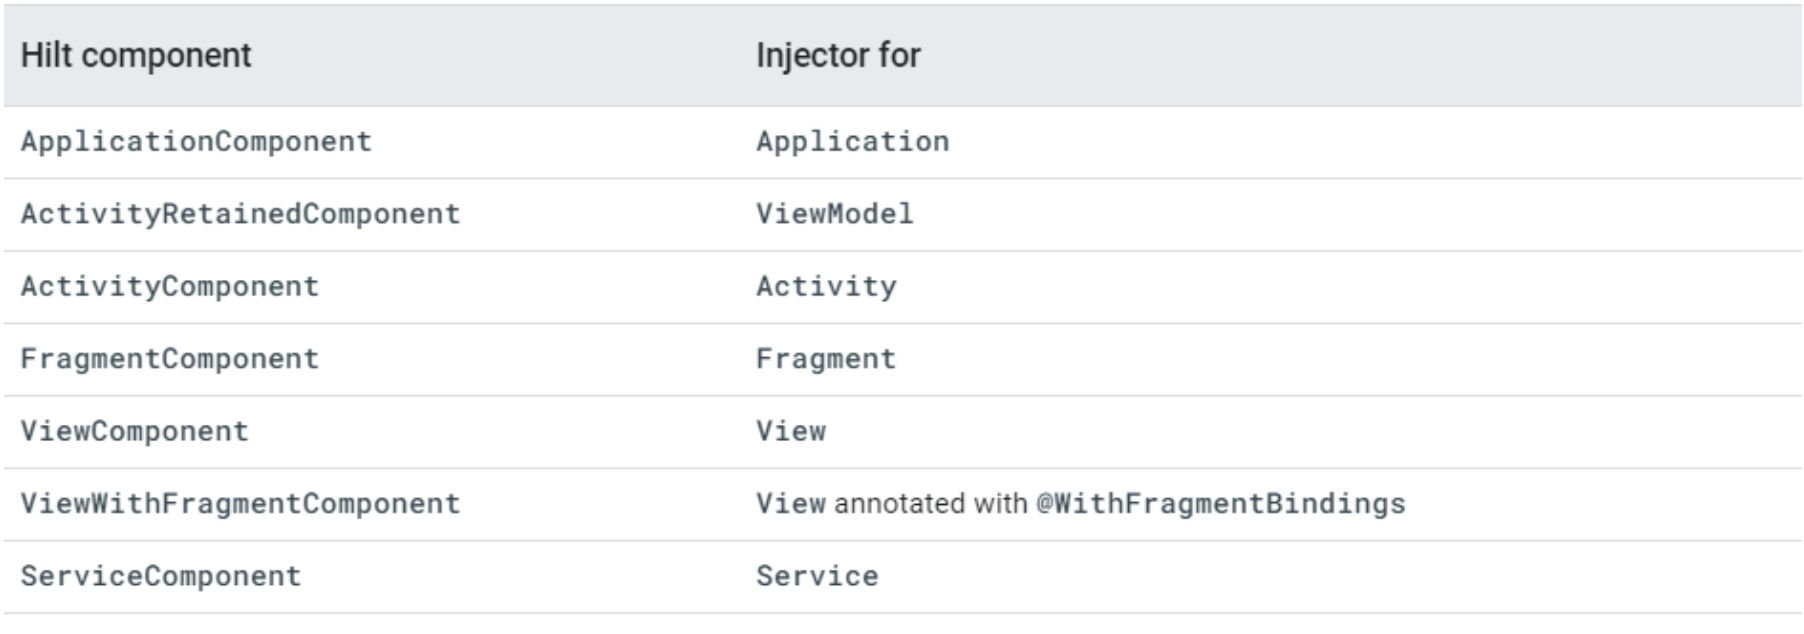 Hilt component Injector for
ApplicationComponent Application
ActivityRetainedComponent ViewModel
ActivityComponent Activity
FragmentComponent Fragment
ViewComponent View
ViewWithFragmentComponent View annotated with @WithFragmentBindings
ServiceComponent Service